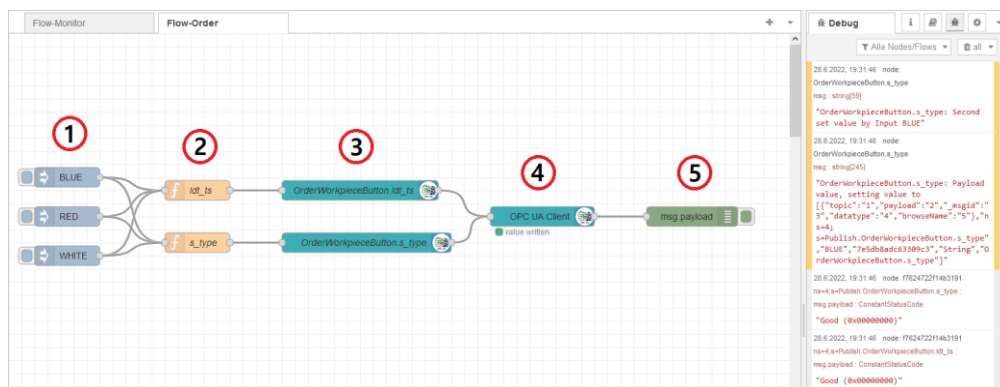 Flow-Monitor
Flow-Order
1
2
3
4
5
BLUE
RED
WHITE
ldt_ts
s_type
OrderWorkpieceButton.ldt_ts
OrderWorkpieceButton.s_type
OPC UA Client
value written
msg.payload
Debug
i
Alle Nodes/Flows
all
28.6.2022, 19:31:46 node:
OrderWorkpieceButton.s_type
msg : string[59]
"OrderWorkpieceButton.s_type: Second
set value by Input BLUE"
28.6.2022, 19:31:46 node:
OrderWorkpieceButton.s_type
msg : string[245]
"OrderWorkpieceButton.s_type: Payload
value, setting value to
[{"topic":"1","payload":"2","_msgid":"
3","datatype":"4","browseName":"5"},"n
s=4;
s=Publish.OrderWorkpieceButton.s_type"
,"BLUE","7e5db8adc63309c3","String","O
rderWorkpieceButton.s_type"]"
28.6.2022, 19:31:46 node: f7624722f14b3191
ns=4;s=Publish.OrderWorkpieceButton.s_type :
msg.payload : ConstantStatusCode
"Good (0x00000000)"
28.6.2022, 19:31:46 node: f7624722f14b3191
ns=4;s=Publish.OrderWorkpieceButton.ldt_ts :
msg.payload : ConstantStatusCode
"Good (0x00000000)"